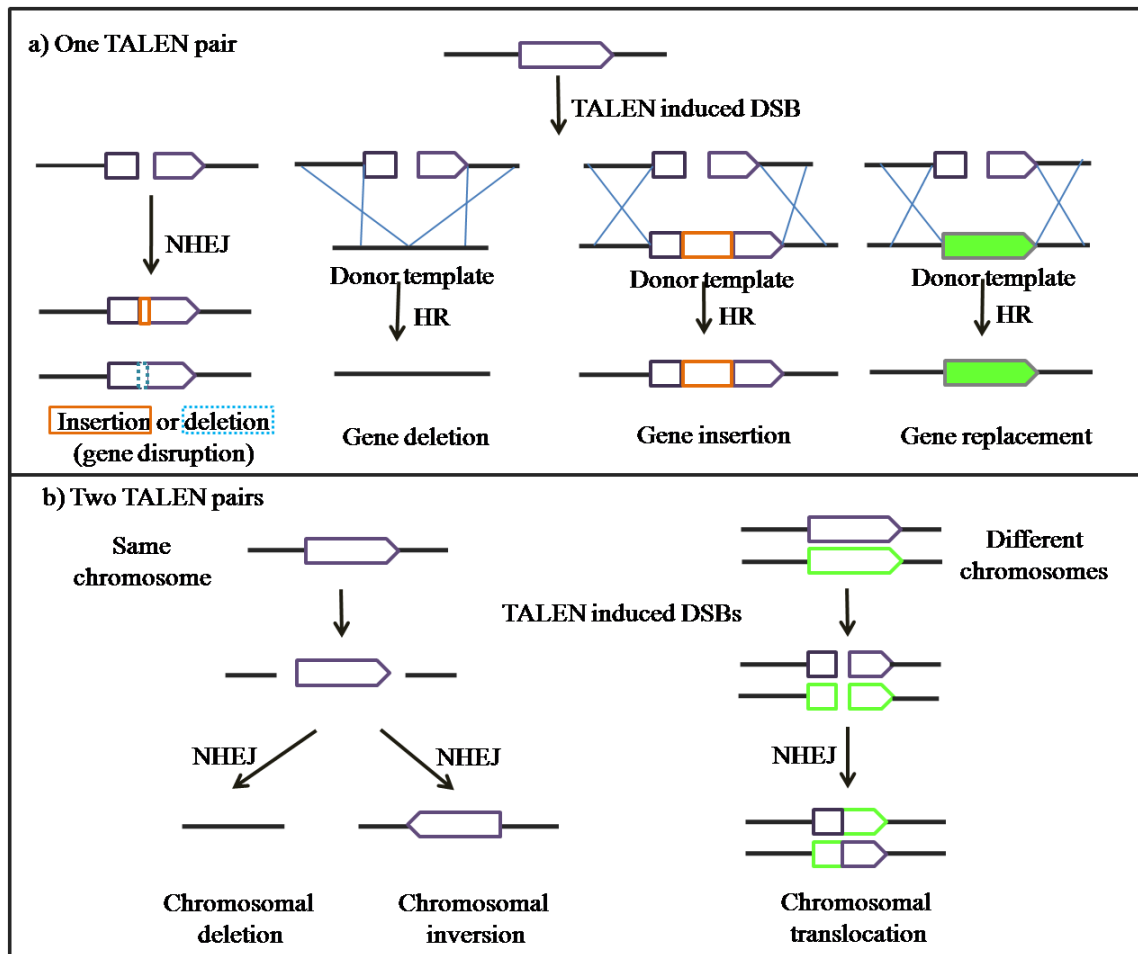 a) One TALEN pair
TALEN induced DSB
NHEJ
Donor template
Donor template
Donor template
HR
HR
HR
Insertion or deletion
(gene disruption)
Gene deletion
Gene insertion
Gene replacement
b) Two TALEN pairs
Same
chromosome
Different
chromosomes
TALEN induced DSBs
NHEJ
NHEJ
NHEJ
Chromosomal
deletion
Chromosomal
inversion
Chromosomal
translocation